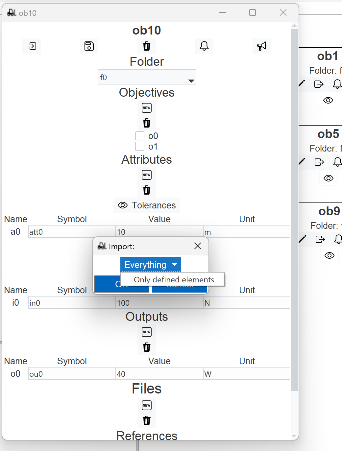 ob10
ob10
Folder
f0
Objectives
o0
o1
Attributes
Tolerances
Name Symbol Value Unit
a0 att0 10 m
Import:
Everything
Only defined elements
Name Symbol Value Unit
i0 in0 100 N
Outputs
Name Symbol Value Unit
o0 ou0 40 W
Files
References
ob1
Folder: f
ob5
Folder: f
ob9
Folder: